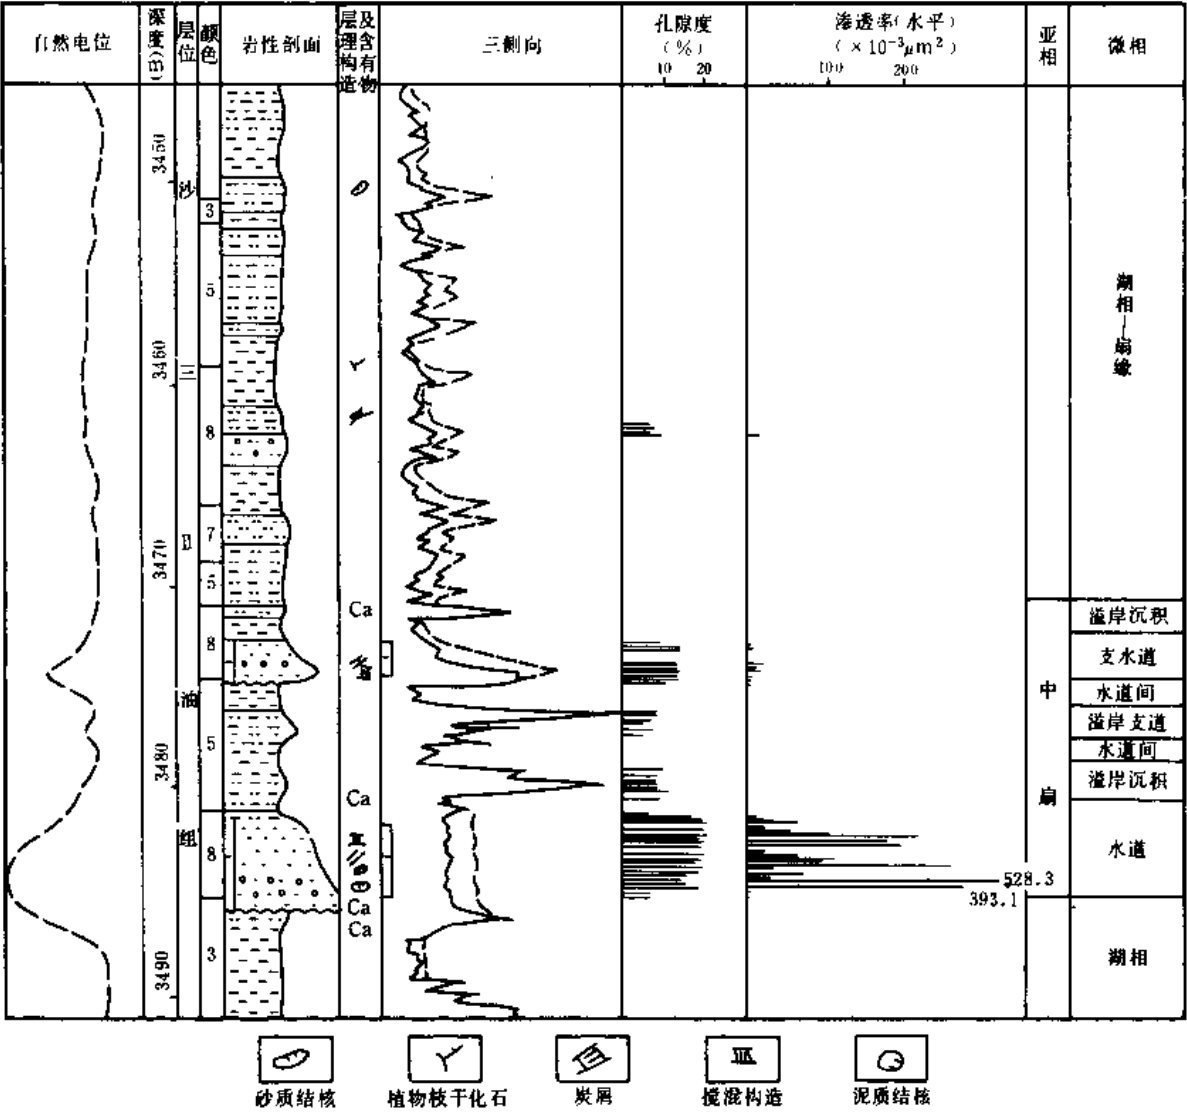 自然电位
深度(m)
层位
颜色
岩性剖面
层理构造及含有物
三侧向
孔隙度
(%)
10 20
渗透率(水平)
(×10⁻³μm²)
100 200
亚相
微相
3450
3460
3470
3480
3490
沙三Ⅱ油组
3
5
8
7
5
8
5
8
3
Ca
Ca
Ca
Ca
528.3
393.1
中扇
湖相—扇缘
溢岸沉积
支水道
水道间
溢岸支道
水道间
溢岸沉积
水道
湖相
砂质结核
植物枝干化石
炭屑
搅混构造
泥质结核